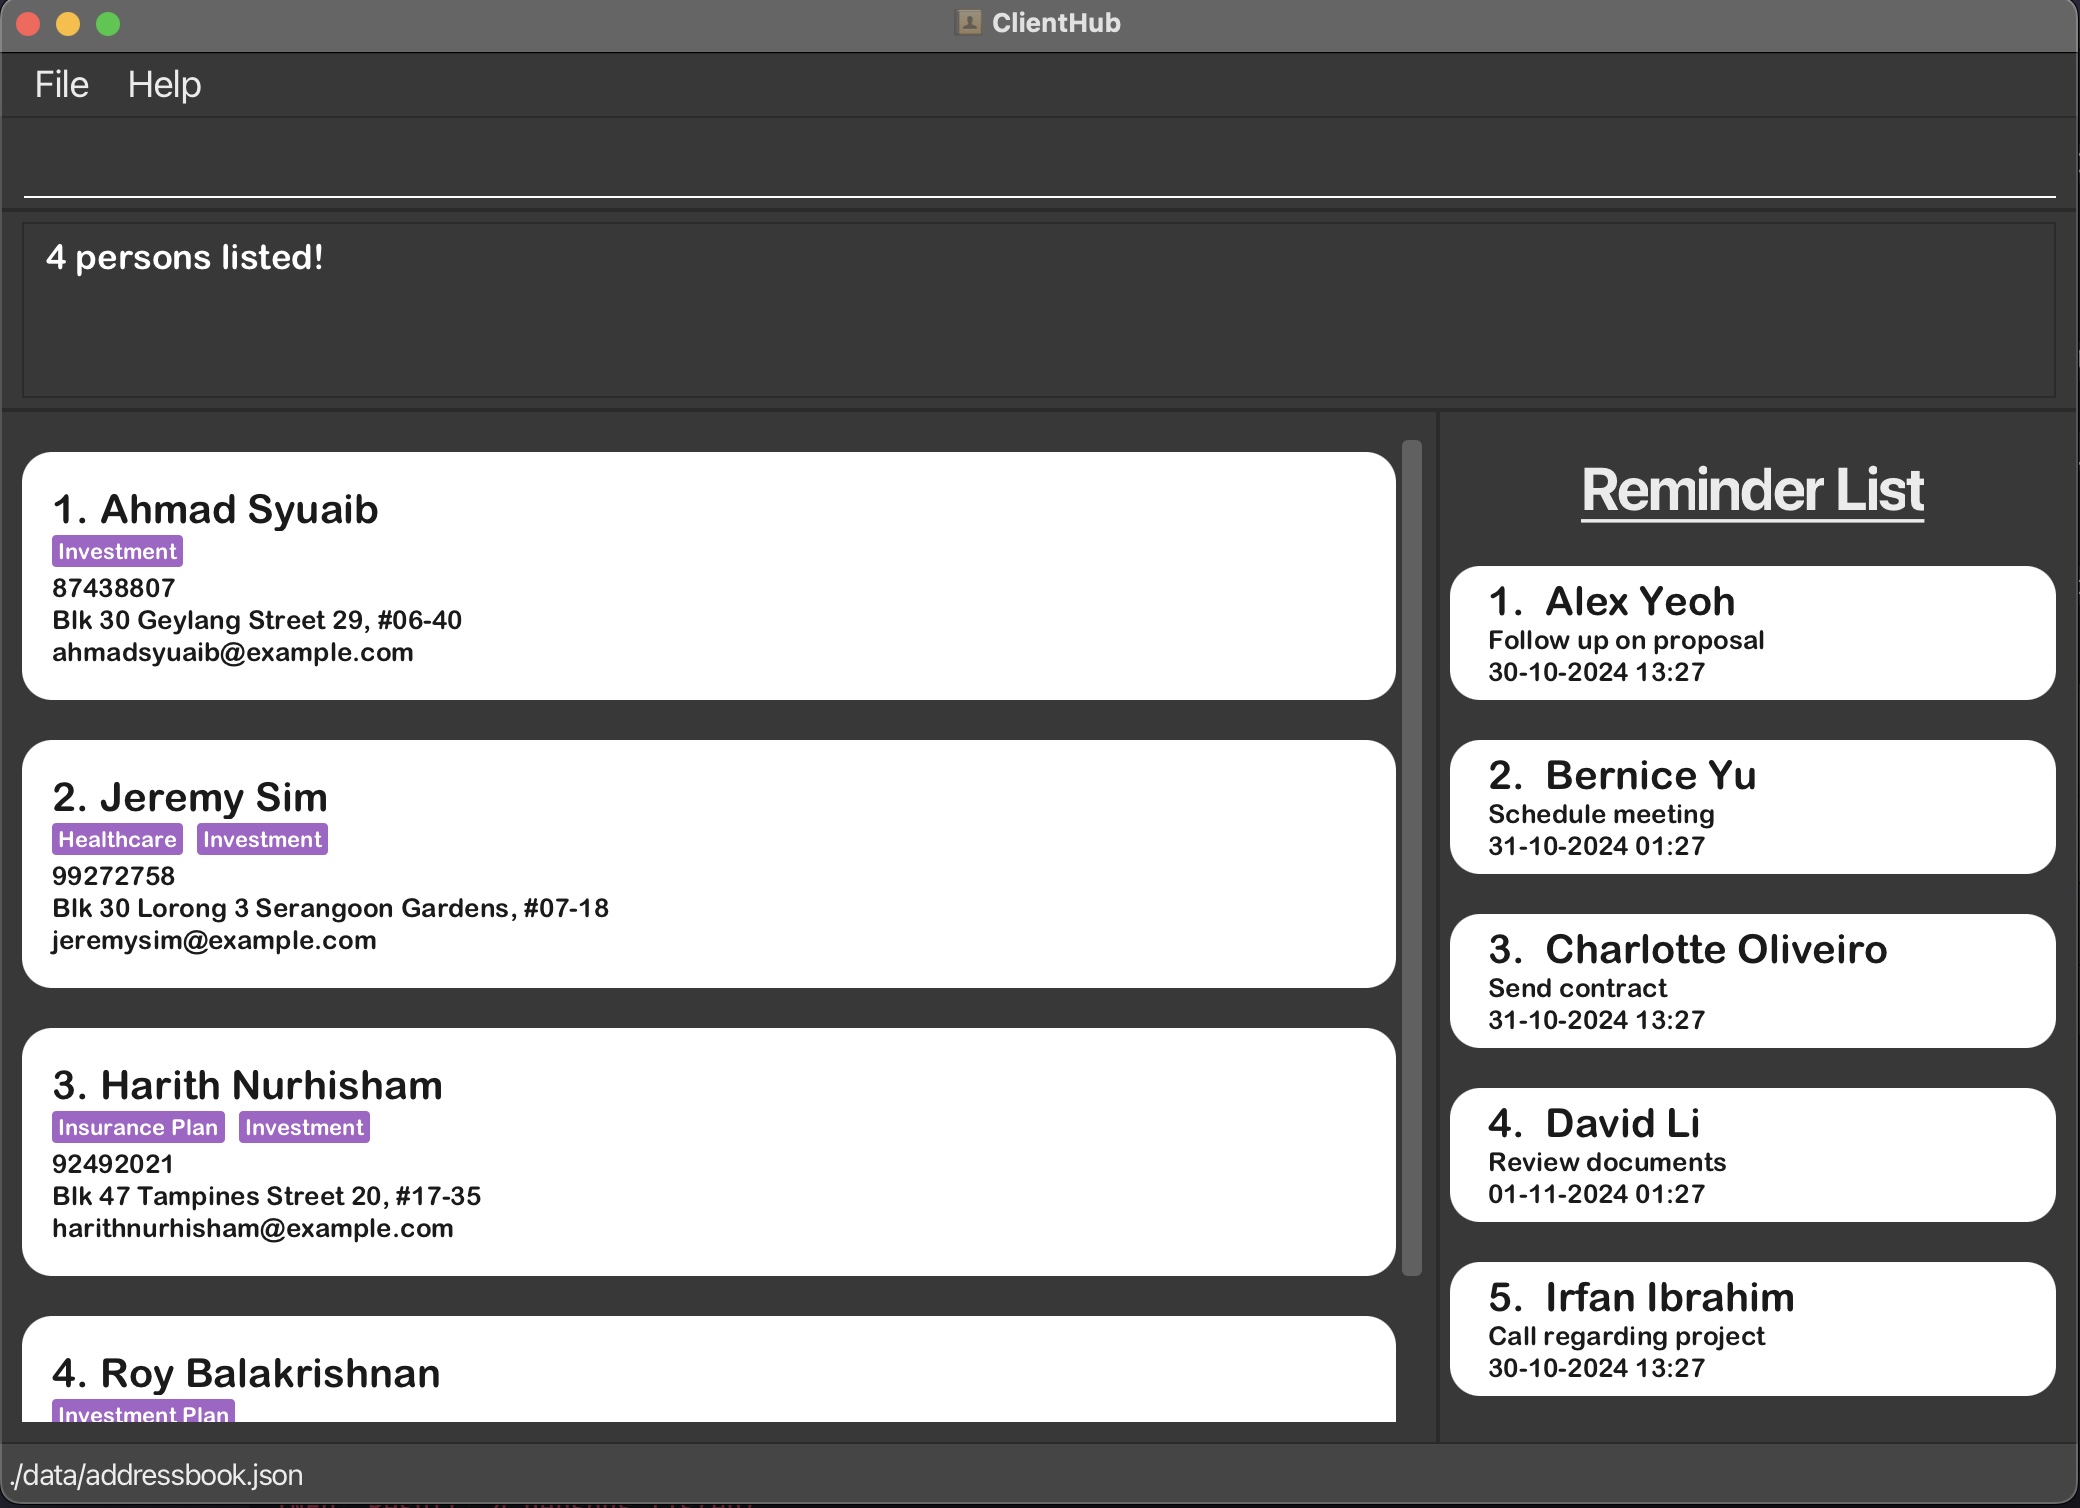 ClientHub
File Help
4 persons listed!
1. Ahmad Syuaib
Investment
87438807
Blk 30 Geylang Street 29, #06-40
ahmadsyuaib@example.com
2. Jeremy Sim
Healthcare Investment
99272758
Blk 30 Lorong 3 Serangoon Gardens, #07-18
jeremysim@example.com
3. Harith Nurhisham
Insurance Plan Investment
92492021
Blk 47 Tampines Street 20, #17-35
harithnurhisham@example.com
4. Roy Balakrishnan
Investment Plan
Reminder List
1. Alex Yeoh
Follow up on proposal
30-10-2024 13:27
2. Bernice Yu
Schedule meeting
31-10-2024 01:27
3. Charlotte Oliveiro
Send contract
31-10-2024 13:27
4. David Li
Review documents
01-11-2024 01:27
5. Irfan Ibrahim
Call regarding project
30-10-2024 13:27
./data/addressbook.json